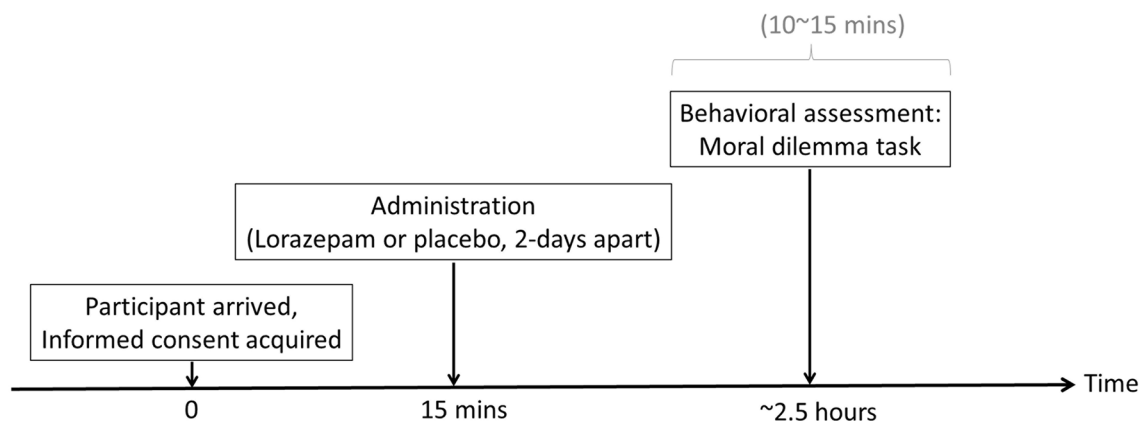 (10~15 mins)
Behavioral assessment:
Moral dilemma task
Administration
(Lorazepam or placebo, 2-days apart)
Participant arrived,
Informed consent acquired
Time
0
15 mins
~2.5 hours